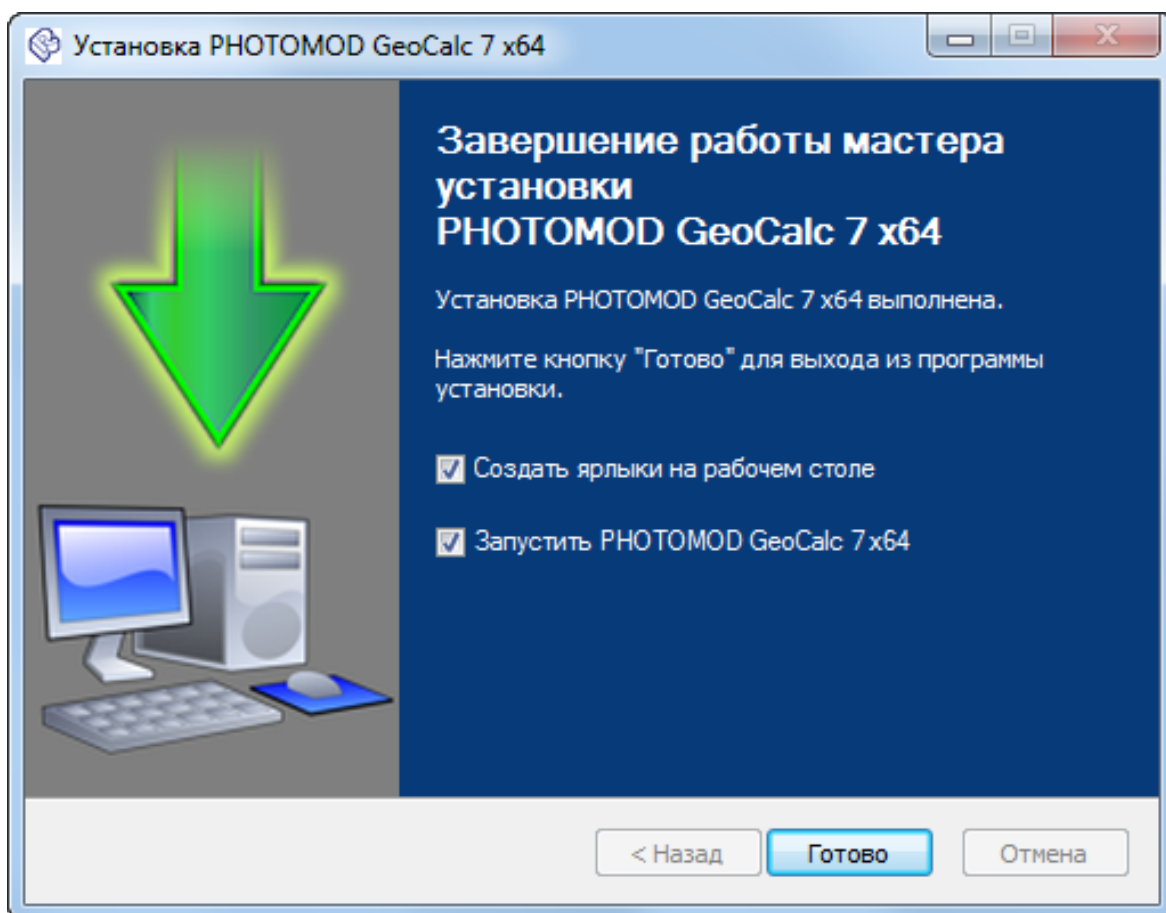 Установка PHOTOMOD GeoCalc 7 x64
Завершение работы мастера
установки
PHOTOMOD GeoCalc 7 x64
Установка PHOTOMOD GeoCalc 7 x64 выполнена.
Нажмите кнопку "Готово" для выхода из программы
установки.
Создать ярлыки на рабочем столе
Запустить PHOTOMOD GeoCalc 7 x64
< Назад
Готово
Отмена